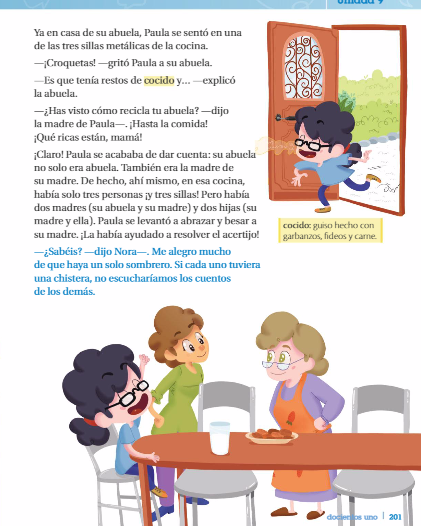 Unidad 9
Ya en casa de su abuela, Paula se sentó en una
de las tres sillas metálicas de la cocina.
—¡Croquetas! —gritó Paula a su abuela.
—Es que tenía restos de cocido y… —explicó
la abuela.
—¿Has visto cómo recicla tu abuela? —dijo
la madre de Paula—. ¡Hasta la comida!
¡Qué ricas están, mamá!
¡Claro! Paula se acababa de dar cuenta: su abuela
no solo era abuela. También era la madre de
su madre. De hecho, ahí mismo, en esa cocina,
había solo tres personas y tres sillas! Pero había
dos madres (su abuela y su madre) y dos hijas (su
madre y ella). Paula se levantó a abrazar y besar a
su madre. ¡La había ayudado a resolver el acertijo!
—¿Sabéis? —dijo Nora—. Me alegro mucho
de que haya un solo sombrero. Si cada uno tuviera
una chistera, no escucharíamos los cuentos
de los demás.
cocido: guiso hecho con
garbanzos, fideos y carne.
doscientos uno | 201